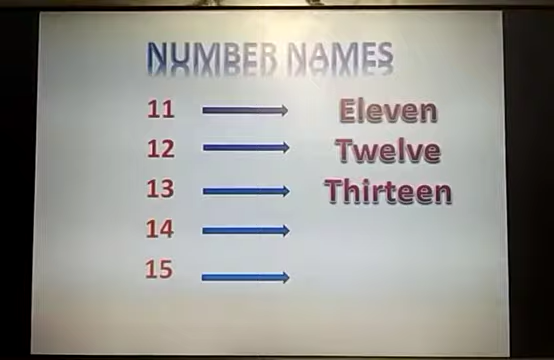 NUMBER NAMES
11 Eleven
12 Twelve
13 Thirteen
14
15